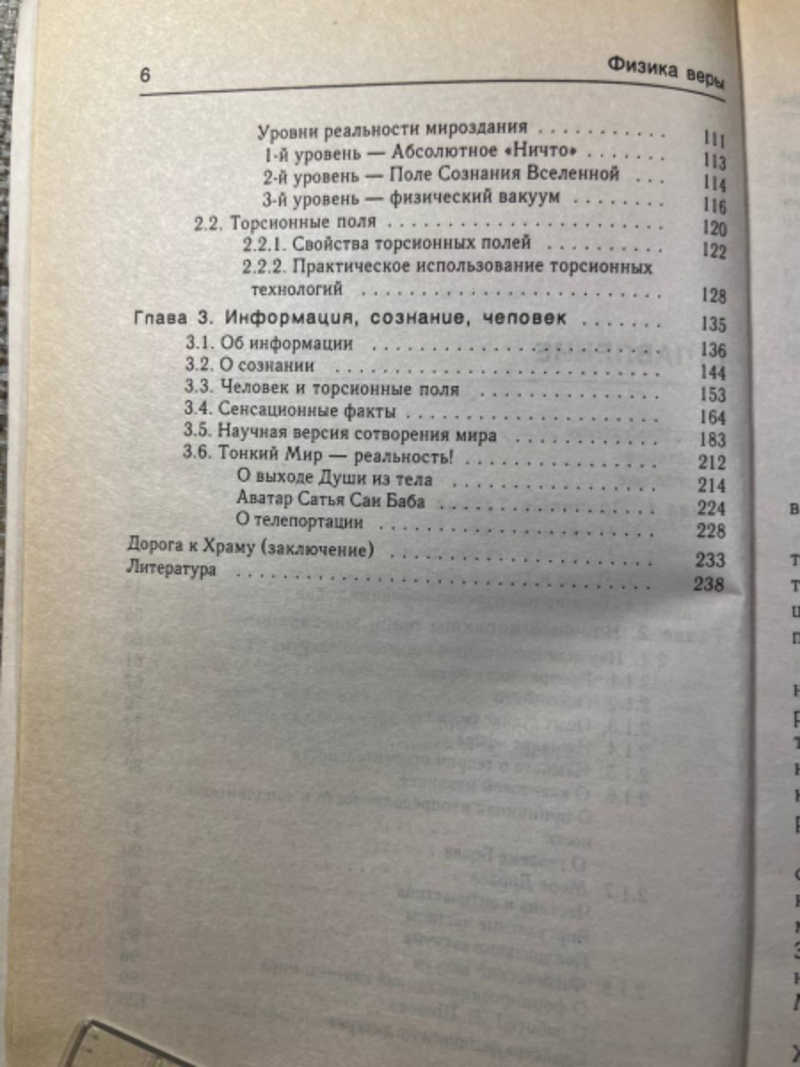 6 Физика веры
Уровни реальности мироздания . . . . . . . . . . . 111
1-й уровень — Абсолютное «Ничто» . . . . . . . 113
2-й уровень — Поле Сознания Вселенной . . . 114
3-й уровень — физический вакуум . . . . . . . . 116
2.2. Торсионные поля . . . . . . . . . . . . . . . . . . . . . . . 120
2.2.1. Свойства торсионных полей . . . . . . . . . . 122
2.2.2. Практическое использование торсионных
технологий . . . . . . . . . . . . . . . . . . . . . . . . . 128
Глава 3. Информация, сознание, человек . . . . . . . 135
3.1. Об информации . . . . . . . . . . . . . . . . . . . . . . . . 136
3.2. О сознании . . . . . . . . . . . . . . . . . . . . . . . . . . . 144
3.3. Человек и торсионные поля . . . . . . . . . . . . . . . 153
3.4. Сенсационные факты . . . . . . . . . . . . . . . . . . . . . 164
3.5. Научная версия сотворения мира . . . . . . . . . . . . 183
3.6. Тонкий Мир — реальность! . . . . . . . . . . . . . . . . 212
О выходе Души из тела . . . . . . . . . . . . . . . . . 214
Аватар Сатья Саи Баба . . . . . . . . . . . . . . . . . . 224
О телепортации . . . . . . . . . . . . . . . . . . . . . . . 228
Дорога к Храму (заключение) . . . . . . . . . . . . . . . . . . . . . . 233
Литература . . . . . . . . . . . . . . . . . . . . . . . . . . . . . . . . . . 238